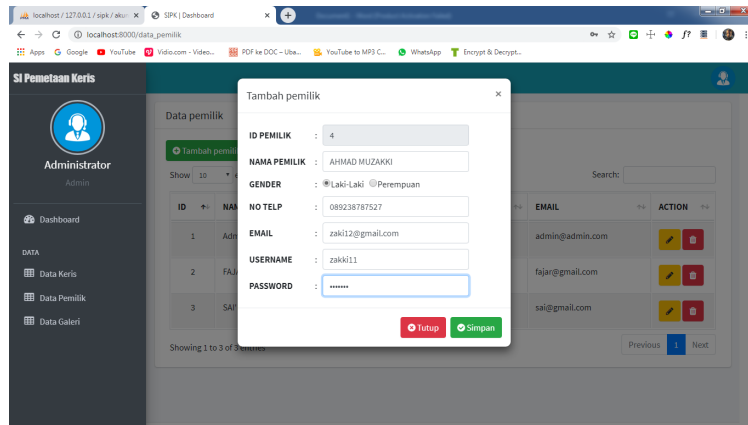 localhost / 127.0.0.1 / sipk / akun
SIPK | Dashboard
localhost:8000/data_pemilik
Apps Google YouTube Vidio.com - Video... PDF ke DOC – Uba... YouTube to MP3 C... WhatsApp Encrypt & Decrypt...
SI Pemetaan Keris
Administrator
Admin
Dashboard
DATA
Data Keris
Data Pemilik
Data Galeri
Data pemilik
Tambah pemili
Show 10
Search:
ID NAM EMAIL ACTION
1 Adm admin@admin.com
2 FAJA fajar@gmail.com
3 SAI' sai@gmail.com
Showing 1 to 3 of 3 entries
Previous 1 Next
Tambah pemilik ×
ID PEMILIK : 4
NAMA PEMILIK : AHMAD MUZAKKI
GENDER : Laki-Laki Perempuan
NO TELP : 089238787527
EMAIL : zaki12@gmail.com
USERNAME : zakki11
PASSWORD : •••••••
Tutup Simpan